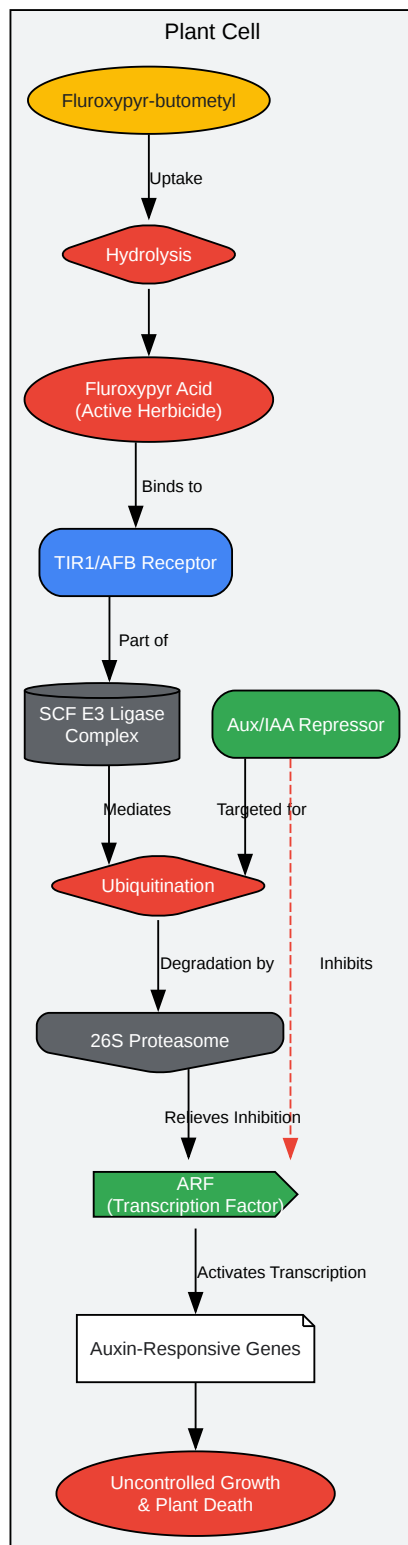 Plant Cell
Fluroxypyr-butometyl
Uptake
Hydrolysis
Fluroxypyr Acid
(Active Herbicide)
Binds to
TIR1/AFB Receptor
Part of
SCF E3 Ligase
Complex
Aux/IAA Repressor
Mediates
Targeted for
Ubiquitination
Degradation by
Inhibits
26S Proteasome
Relieves Inhibition
ARF
(Transcription Factor)
Activates Transcription
Auxin-Responsive Genes
Uncontrolled Growth
& Plant Death